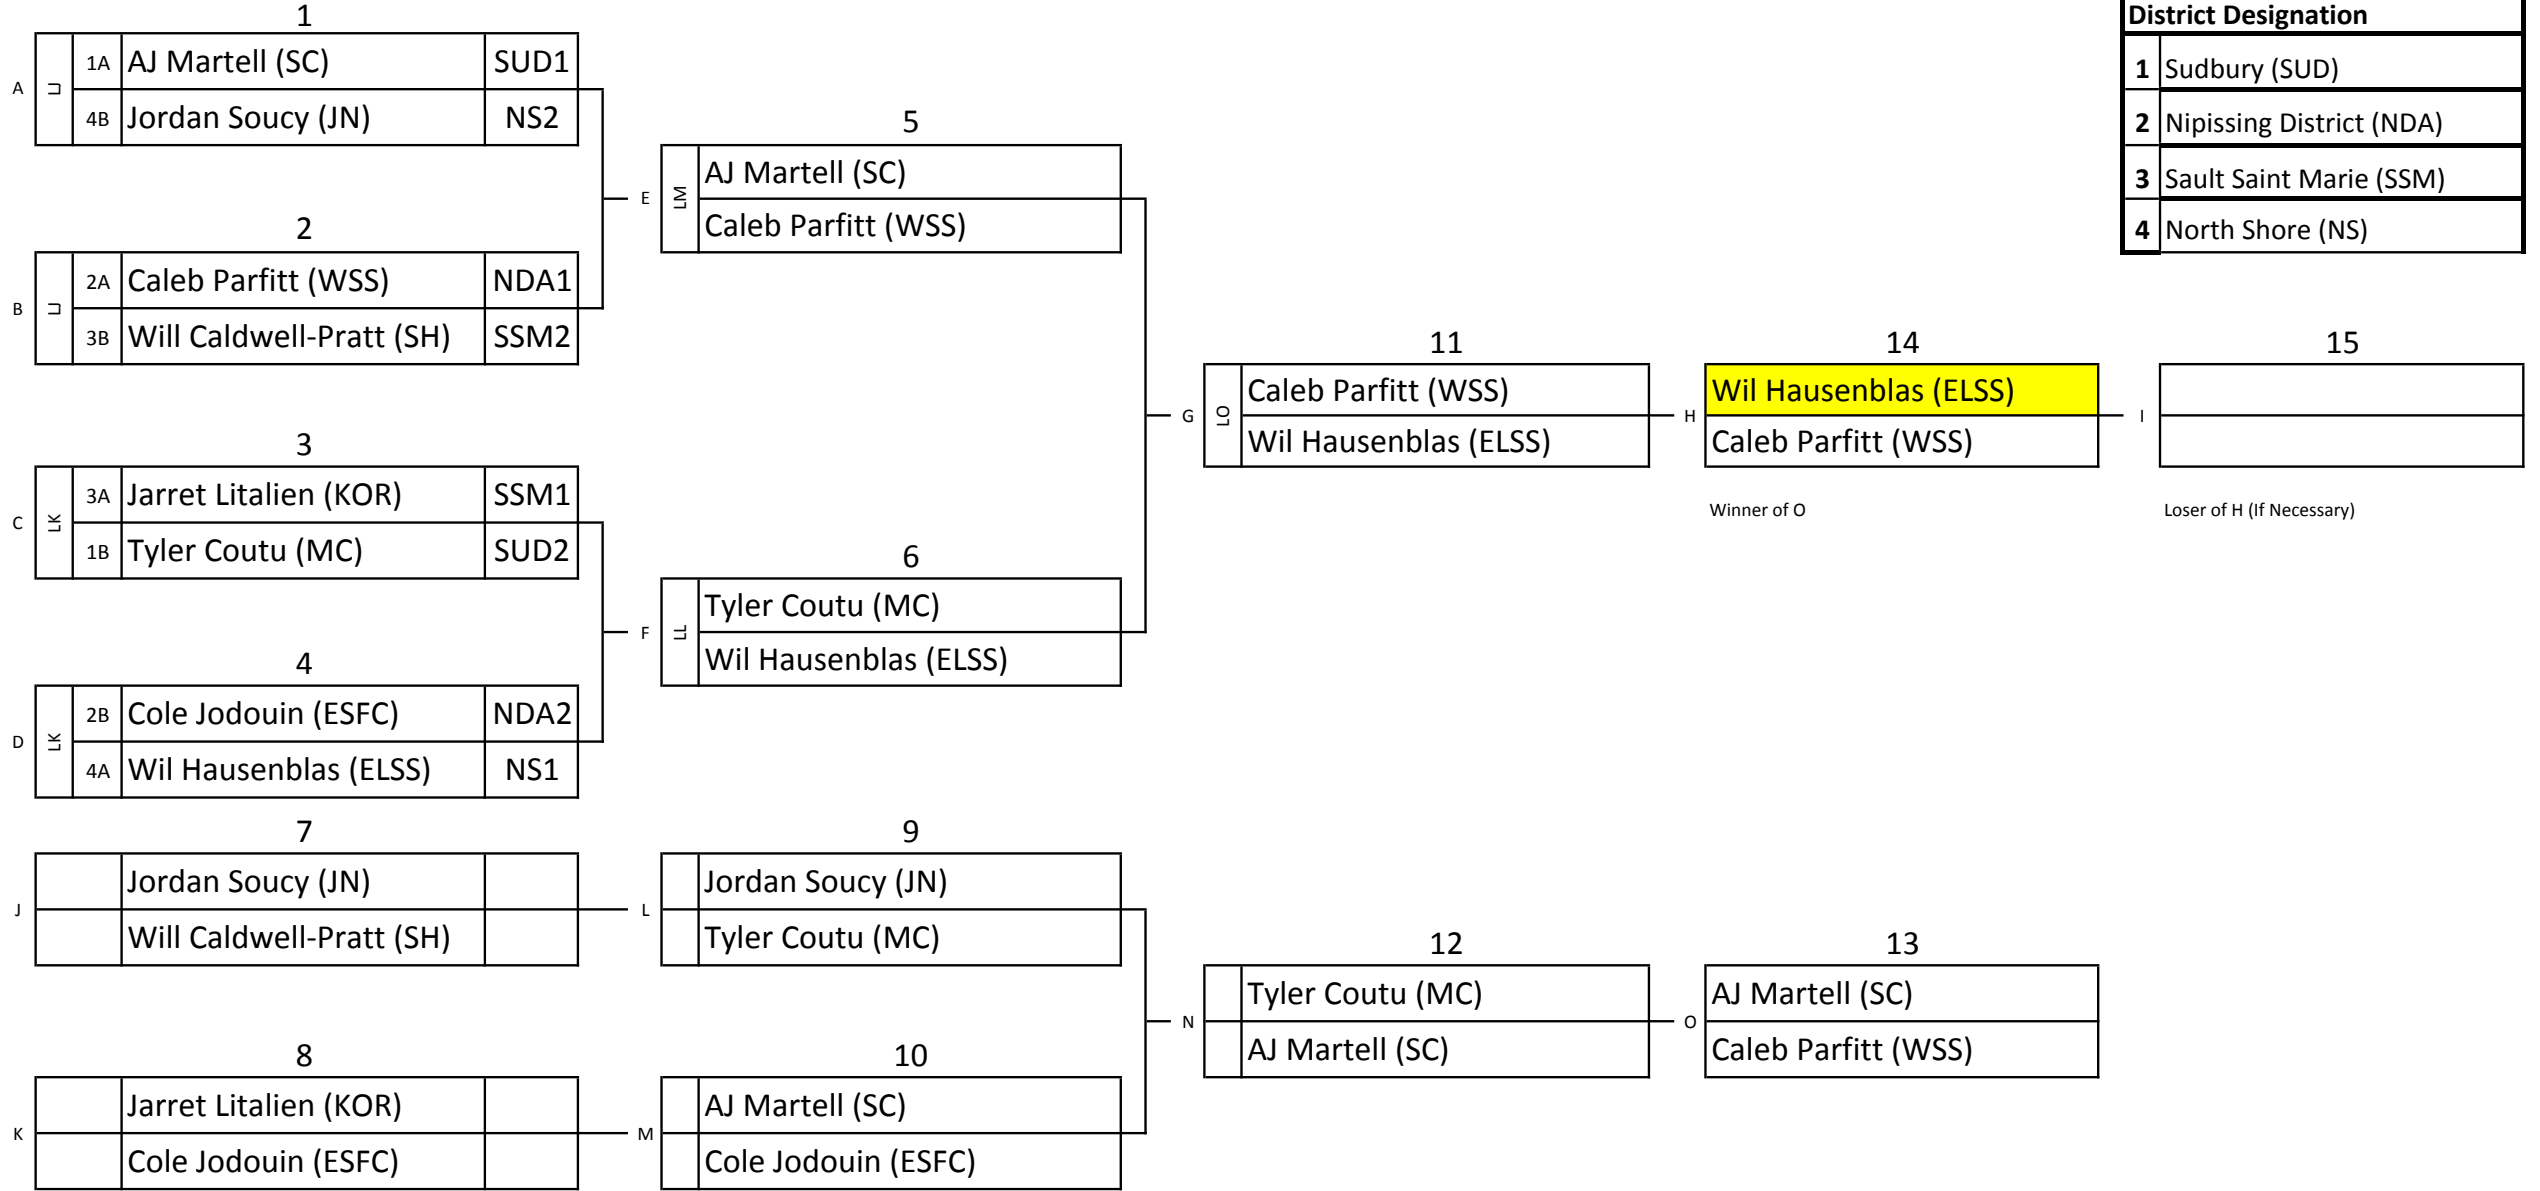 District Designation
1 Sudbury (SUD)
2 Nipissing District (NDA)
3 Sault Saint Marie (SSM)
4 North Shore (NS)
1
A LJ 1A AJ Martell (SC) SUD1
4B Jordan Soucy (JN) NS2
2
B LJ 2A Caleb Parfitt (WSS) NDA1
3B Will Caldwell-Pratt (SH) SSM2
3
C LK 3A Jarret Litalien (KOR) SSM1
1B Tyler Coutu (MC) SUD2
4
D LK 2B Cole Jodouin (ESFC) NDA2
4A Wil Hausenblas (ELSS) NS1
5
E LM AJ Martell (SC)
Caleb Parfitt (WSS)
6
F LL Tyler Coutu (MC)
Wil Hausenblas (ELSS)
11
G LO Caleb Parfitt (WSS)
Wil Hausenblas (ELSS)
14
H Wil Hausenblas (ELSS)
Caleb Parfitt (WSS)
Winner of O
15
I
Loser of H (If Necessary)
7
J Jordan Soucy (JN)
Will Caldwell-Pratt (SH)
8
K Jarret Litalien (KOR)
Cole Jodouin (ESFC)
9
L Jordan Soucy (JN)
Tyler Coutu (MC)
10
M AJ Martell (SC)
Cole Jodouin (ESFC)
12
N Tyler Coutu (MC)
AJ Martell (SC)
13
O AJ Martell (SC)
Caleb Parfitt (WSS)